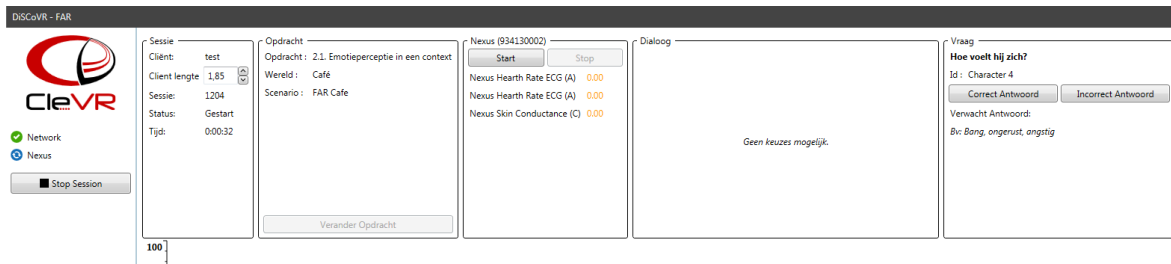 DiSCoVR - FAR
CleVR
Network
Nexus
Stop Session
Sessie
Cliënt: test
Client lengte 1,85
Sessie: 1204
Status: Gestart
Tijd: 0:00:32
Opdracht
Opdracht : 2.1. Emotieperceptie in een context
Wereld : Café
Scenario : FAR Cafe
Verander Opdracht
Nexus (934130002)
Start Stop
Nexus Hearth Rate ECG (A) 0.00
Nexus Hearth Rate ECG (A) 0.00
Nexus Skin Conductance (C) 0.00
Dialoog
Geen keuzes mogelijk.
Vraag
Hoe voelt hij zich?
Id : Character 4
Correct Antwoord Incorrect Antwoord
Verwacht Antwoord:
Bv: Bang, ongerust, angstig
100